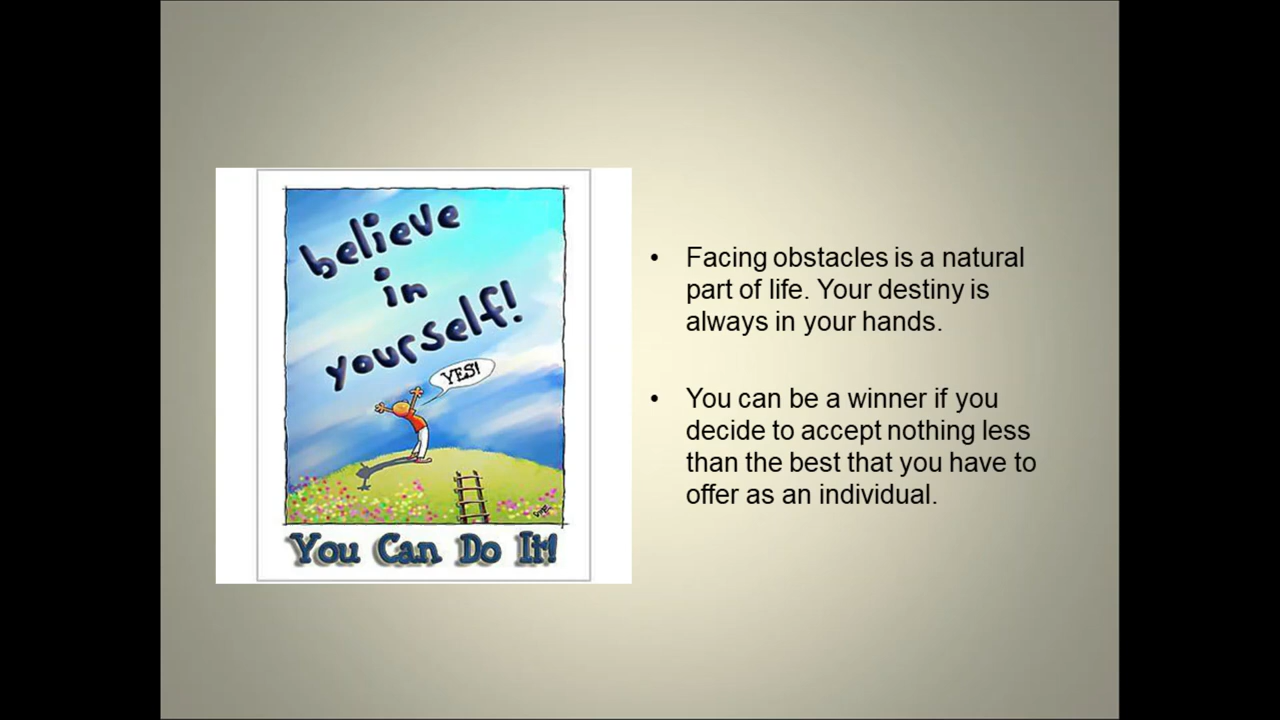 believe
in
yourself!
YES!
You Can Do It!
• Facing obstacles is a natural
part of life. Your destiny is
always in your hands.
• You can be a winner if you
decide to accept nothing less
than the best that you have to
offer as an individual.